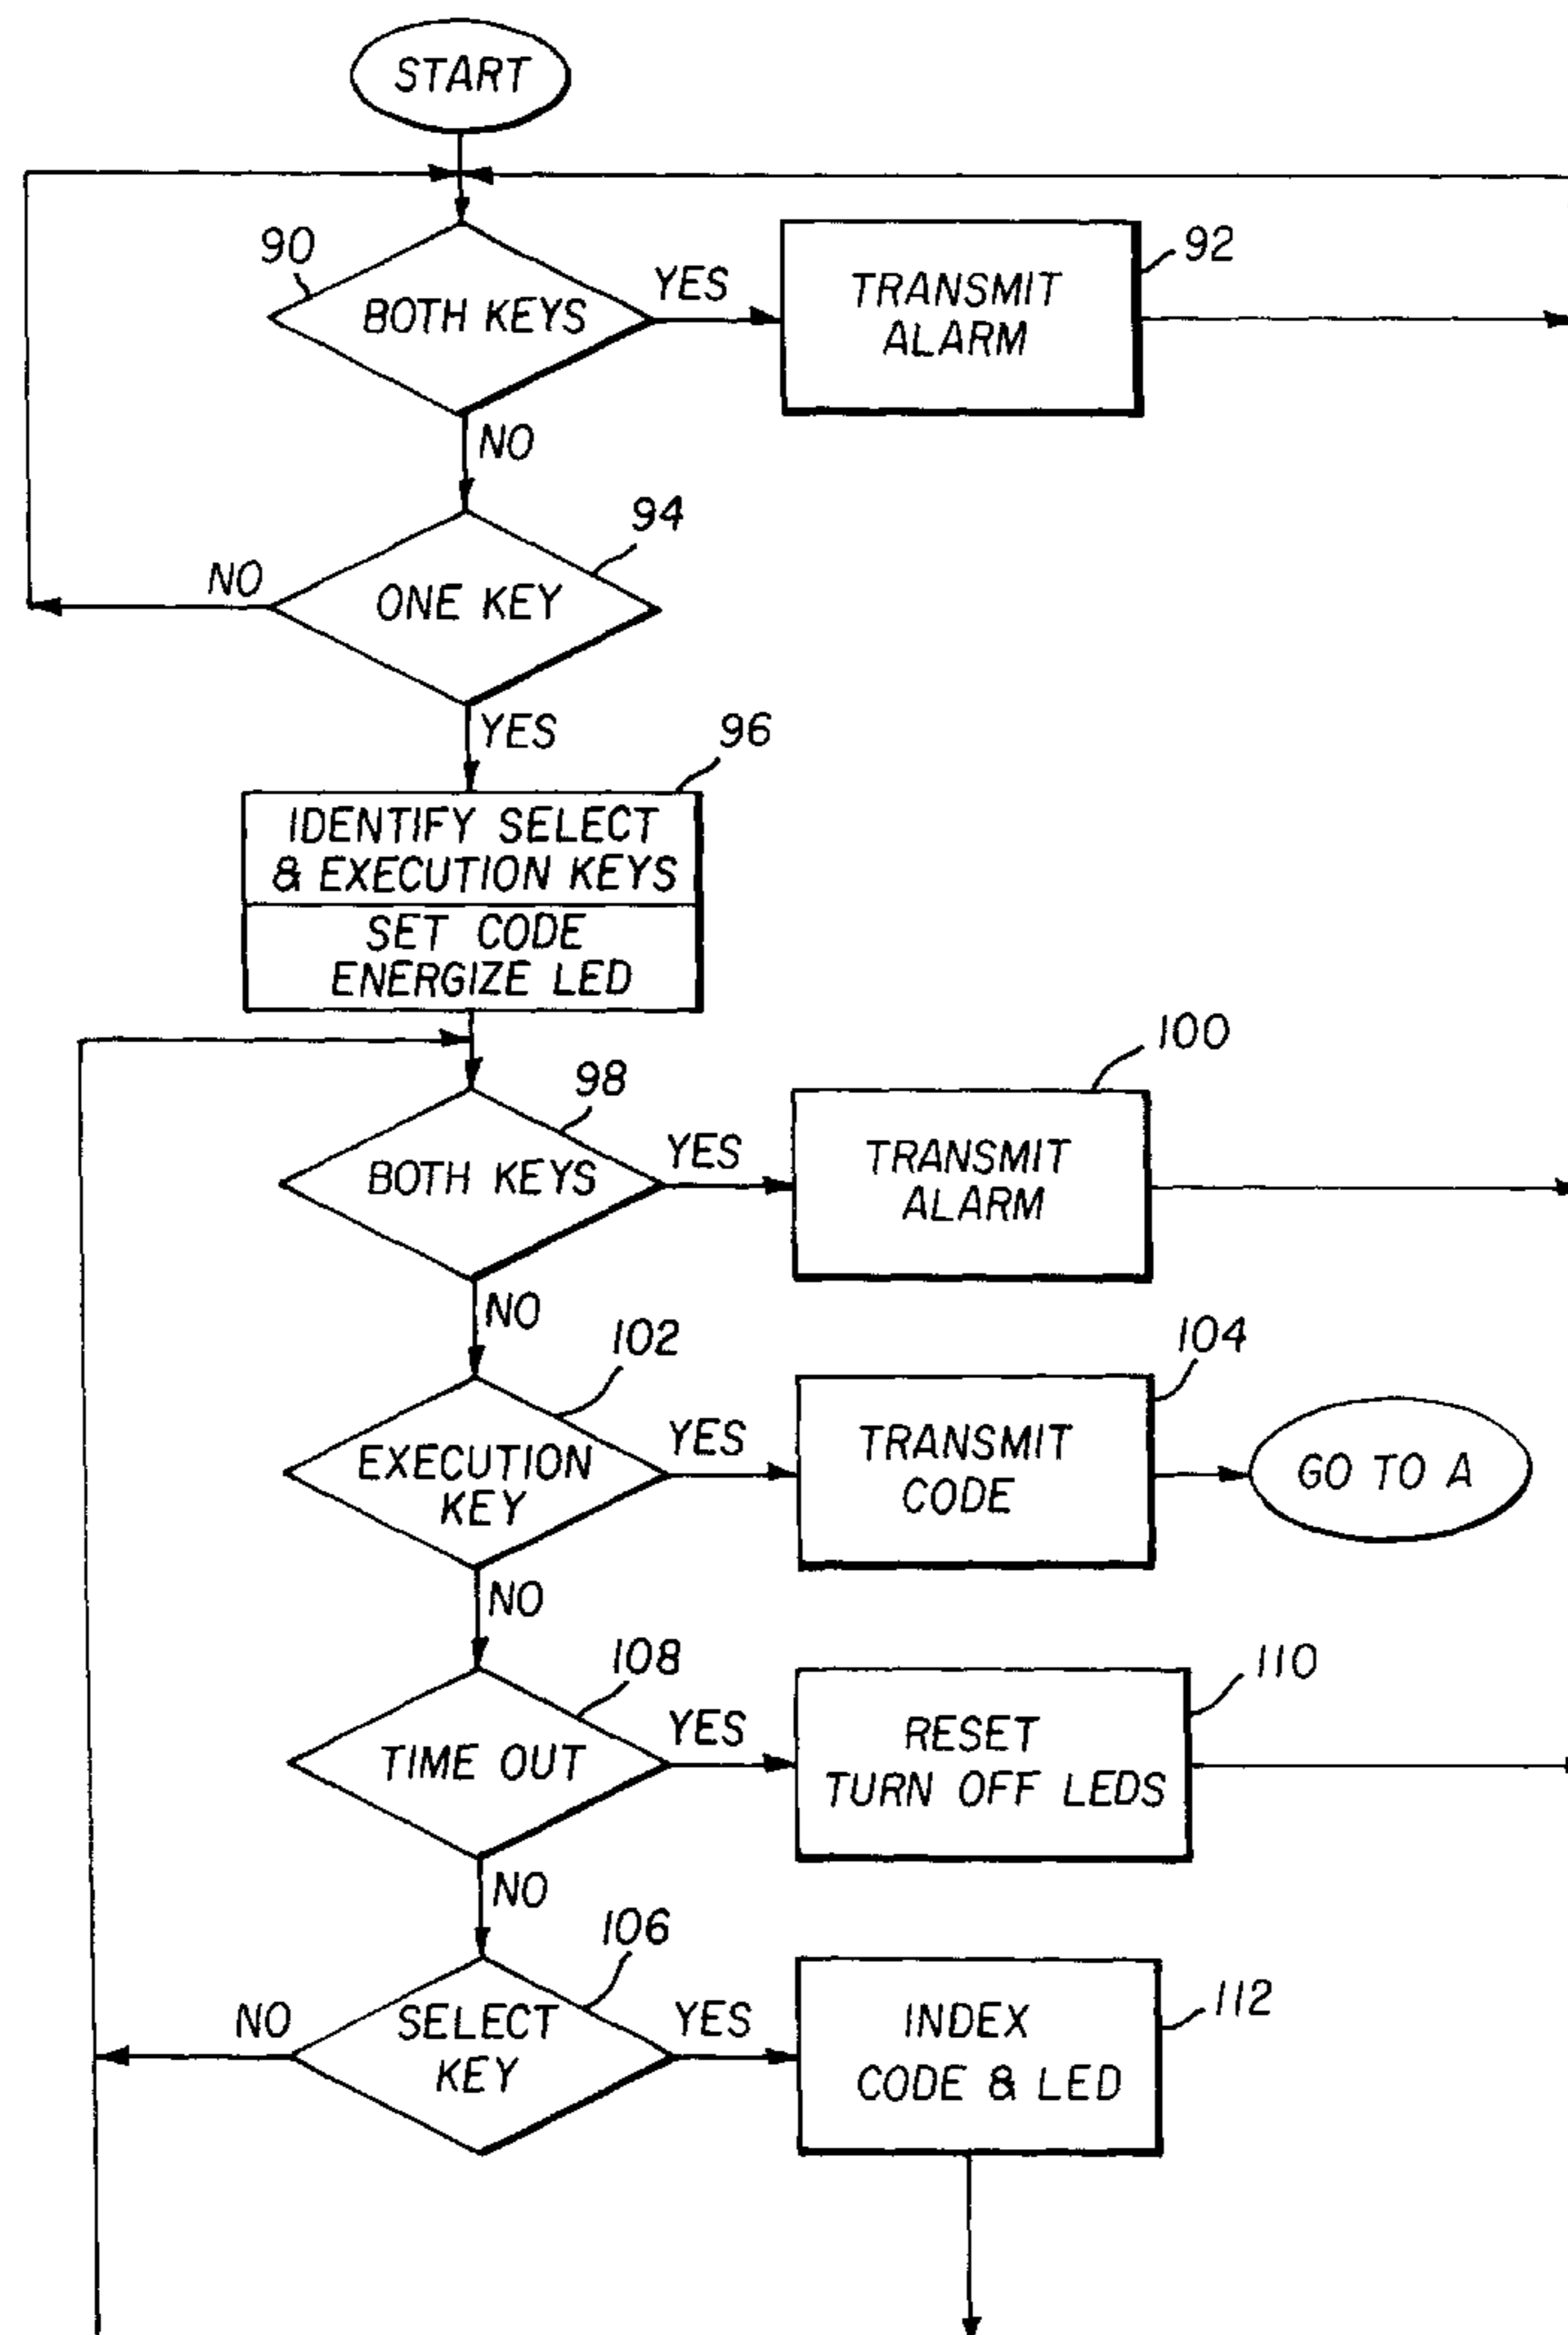 START
90
BOTH KEYS
YES
TRANSMIT
ALARM
92
NO
94
ONE KEY
NO
YES
96
IDENTIFY SELECT
& EXECUTION KEYS
SET CODE
ENERGIZE LED
98
BOTH KEYS
YES
100
TRANSMIT
ALARM
NO
102
EXECUTION
KEY
YES
104
TRANSMIT
CODE
GO TO A
NO
108
TIME OUT
YES
110
RESET
TURN OFF LEDS
NO
106
SELECT
KEY
NO
YES
112
INDEX
CODE & LED